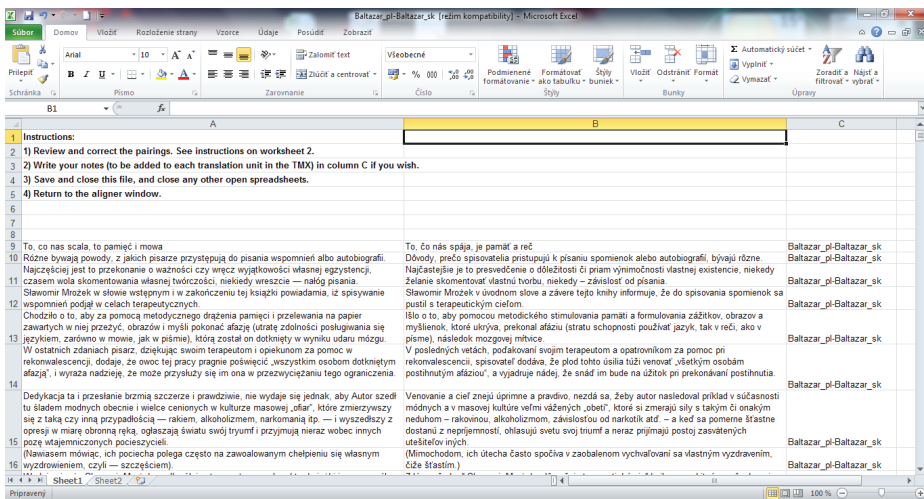 Baltazar_pl-Baltazar_sk [režim kompatibility] - Microsoft Excel
Súbor Domov Vložiť Rozloženie strany Vzorce Údaje Posúdiť Zobraziť
Prilepiť
Arial 10
B I U
Zalomiť text
Zlúčiť a centrovať
Všeobecné
% 000
Podmienené formátovanie
Formátovať ako tabuľku
Štýly buniek
Vložiť Odstrániť Formát
Σ Automatický súčet
Vyplniť
Vymazať
Zoradiť a filtrovať
Nájsť a vybrať
Schránka Písmo Zarovnanie Číslo Štýly Bunky Úpravy
B1 fx
A B C
1 Instructions:
2 1) Review and correct the pairings. See instructions on worksheet 2.
3 2) Write your notes (to be added to each translation unit in the TMX) in column C if you wish.
4 3) Save and close this file, and close any other open spreadsheets.
5 4) Return to the aligner window.
6
7
8
9 To, co nas scala, to pamięć i mowa To, čo nás spája, je pamäť a reč Baltazar_pl-Baltazar_sk
10 Różne bywają powody, z jakich pisarze przystępują do pisania wspomnień albo autobiografii. Dôvody, prečo spisovatelia pristupujú k písaniu spomienok alebo autobiografií, bývajú rôzne. Baltazar_pl-Baltazar_sk
Najczęściej jest to przekonanie o ważności czy wręcz wyjątkowości własnej egzystencji,
11 czasem wola skomentowania własnej twórczości, niekiedy wreszcie — nałóg pisania.
Najčastejšie je to presvedčenie o dôležitosti či priam výnimočnosti vlastnej existencie, niekedy
želanie skomentovať vlastnú tvorbu, niekedy – závislosť od písania. Baltazar_pl-Baltazar_sk
Sławomir Mrożek w słowie wstępnym i w zakończeniu tej książki powiadamia, iż spisywanie
12 wspomnień podjął w celach terapeutycznych.
Sławomir Mrożek v úvodnom slove a závere tejto knihy informuje, že do spisovania spomienok sa
pustil s terapeutickým cieľom. Baltazar_pl-Baltazar_sk
Chodziło o to, aby za pomocą metodycznego drążenia pamięci i przelewania na papier
zawartych w niej przeżyć, obrazów i myśli pokonać afazję (utratę zdolności posługiwania się
13 językiem, zarówno w mowie, jak w piśmie), którą został on dotknięty w wyniku udaru mózgu.
Išlo o to, aby pomocou metodického stimulovania pamäti a formulovania zážitkov, obrazov a
myšlienok, ktoré ukrýva, prekonal afáziu (stratu schopnosti používať jazyk, tak v reči, ako v
písme), následok mozgovej mŕtvice. Baltazar_pl-Baltazar_sk
W ostatnich zdaniach pisarz, dziękując swoim terapeutom i opiekunom za pomoc w
rekonwalescencji, dodaje, że owoc tej pracy pragnie poświęcić „wszystkim osobom dotkniętym
afazją”, i wyraża nadzieję, że może przysłuży się im ona w przezwyciężaniu tego ograniczenia.
V posledných vetách, poďakovaní svojim terapeutom a opatrovníkom za pomoc pri
rekonvalescencii, spisovateľ dodáva, že plod tohto úsilia túži venovať „všetkým osobám
postihnutým afáziou“, a vyjadruje nádej, že snáď im bude na úžitok pri prekonávaní postihnutia.
14 Baltazar_pl-Baltazar_sk
Dedykacja ta i przesłanie brzmią szczerze i prawdziwie, nie wydaje się jednak, aby Autor szedł
tu śladem modnych obecnie i wielce cenionych w kulturze masowej „ofiar”, które zmierzywszy
się z taką czy inną przypadłością — rakiem, alkoholizmem, narkomanią itp. — i wyszedłszy z
opresji w miarę obronną ręką, ogłaszają światu swój tryumf i przyjmują nieraz wobec innych
15 pozę wtajemniczonych pocieszycieli.
Venovanie a cieľ znejú úprimne a pravdivo, nezdá sa, žeby autor nasledoval príklad v súčasnosti
módnych a v masovej kultúre veľmi vážených „obetí“, ktoré si zmerajú sily s takým či onakým
neduhom – rakovinou, alkoholizmom, závislosťou od narkotík atď. – a keď sa pomerne šťastne
dostanú z nepríjemností, ohlasujú svetu svoj triumf a neraz prijímajú postoj zasvätených
utešiteľov iných. Baltazar_pl-Baltazar_sk
(Nawiasem mówiąc, ich pociecha polega często na zawoalowanym chełpieniu się własnym
16 wyzdrowieniem, czyli — szczęściem).
(Mimochodom, ich útecha často spočíva v zaobalenom vychvaľovaní sa vlastným vyzdravením,
čiže šťastím.) Baltazar_pl-Baltazar_sk
Sheet1 Sheet2
Pripravený 100 %